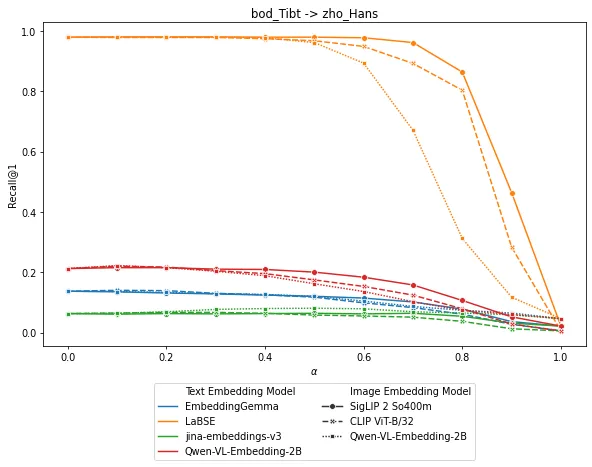 bod_Tibt -> zho_Hans
Recall@1
1.0
0.8
0.6
0.4
0.2
0.0
0.0 0.2 0.4 0.6 0.8 1.0
α
Text Embedding Model
EmbeddingGemma
LaBSE
jina-embeddings-v3
Qwen-VL-Embedding-2B
Image Embedding Model
SigLIP 2 So400m
CLIP ViT-B/32
Qwen-VL-Embedding-2B